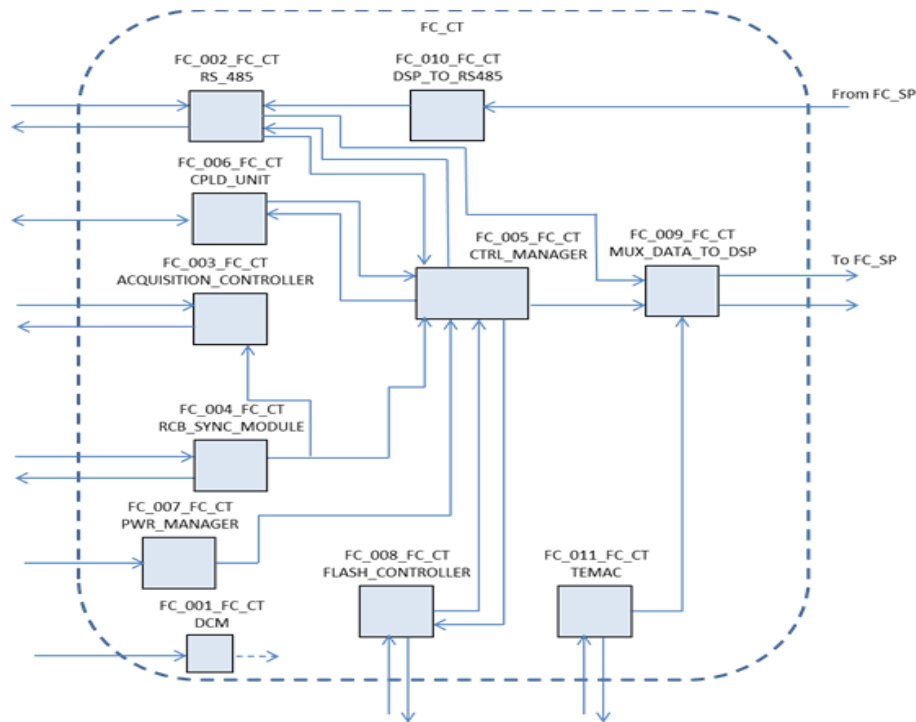 FC_CT
FC_002_FC_CT
RS_485
FC_010_FC_CT
DSP_TO_RS485
From FC_SP
FC_006_FC_CT
CPLD_UNIT
FC_005_FC_CT
CTRL_MANAGER
FC_009_FC_CT
MUX_DATA_TO_DSP
To FC_SP
FC_003_FC_CT
ACQUISITION_CONTROLLER
FC_004_FC_CT
RCB_SYNC_MODULE
FC_007_FC_CT
PWR_MANAGER
FC_008_FC_CT
FLASH_CONTROLLER
FC_011_FC_CT
TEMAC
FC_001_FC_CT
DCM